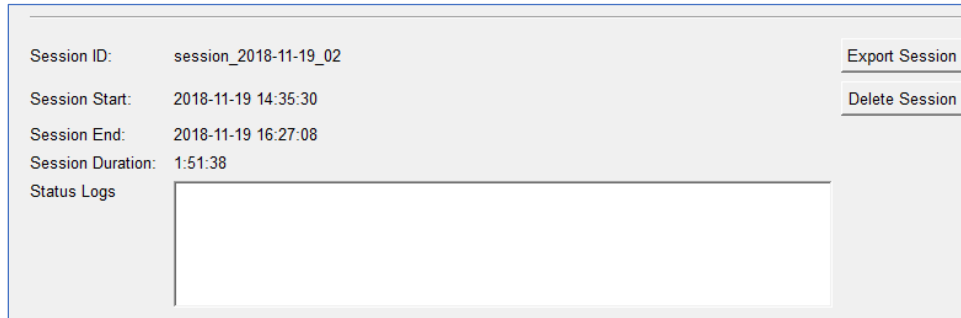 Session ID: session_2018-11-19_02 Export Session
Session Start: 2018-11-19 14:35:30 Delete Session
Session End: 2018-11-19 16:27:08
Session Duration: 1:51:38
Status Logs